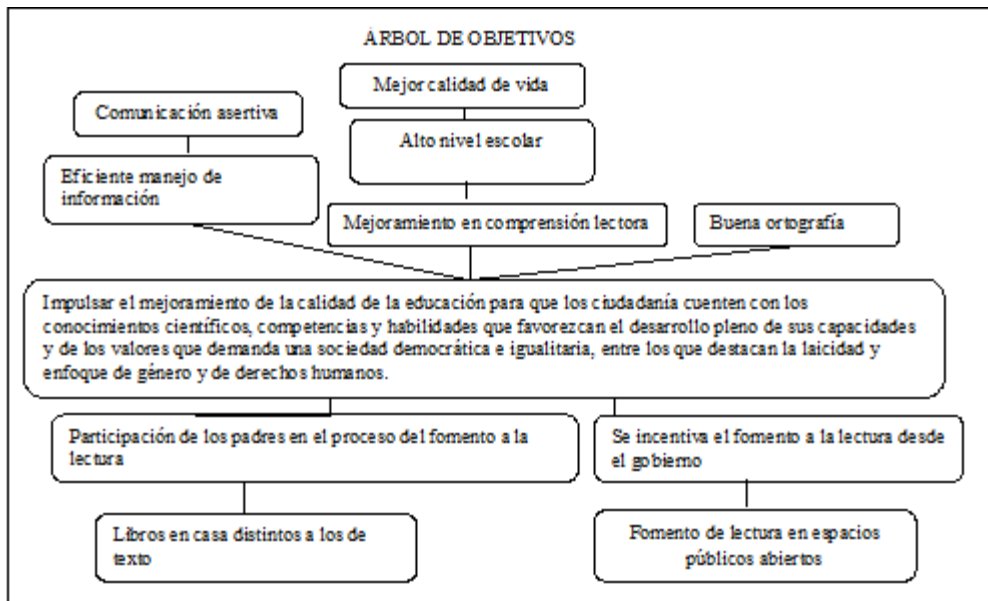 ÁRBOL DE OBJETIVOS
Mejor calidad de vida
Comunicación asertiva
Alto nivel escolar
Eficiente manejo de
información
Mejoramiento en comprensión lectora
Buena ortografía
Impulsar el mejoramiento de la calidad de la educación para que los ciudadanía cuenten con los
conocimientos científicos, competencias y habilidades que favorezcan el desarrollo pleno de sus capacidades
y de los valores que demanda una sociedad democrática e igualitaria, entre los que destacan la laicidad y
enfoque de género y de derechos humanos.
Participación de los padres en el proceso del fomento a la
lectura
Se incentiva el fomento a la lectura desde
el gobierno
Libros en casa distintos a los de
texto
Fomento de lectura en espacios
públicos abiertos